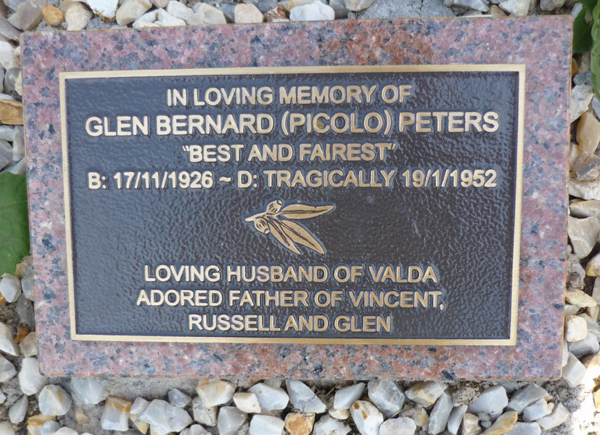 IN LOVING MEMORY OF
GLEN BERNARD (PICOLO) PETERS
"BEST AND FAIREST"
B: 17/11/1926 ~ D: TRAGICALLY 19/1/1952
LOVING HUSBAND OF VALDA
ADORED FATHER OF VINCENT,
RUSSELL AND GLEN